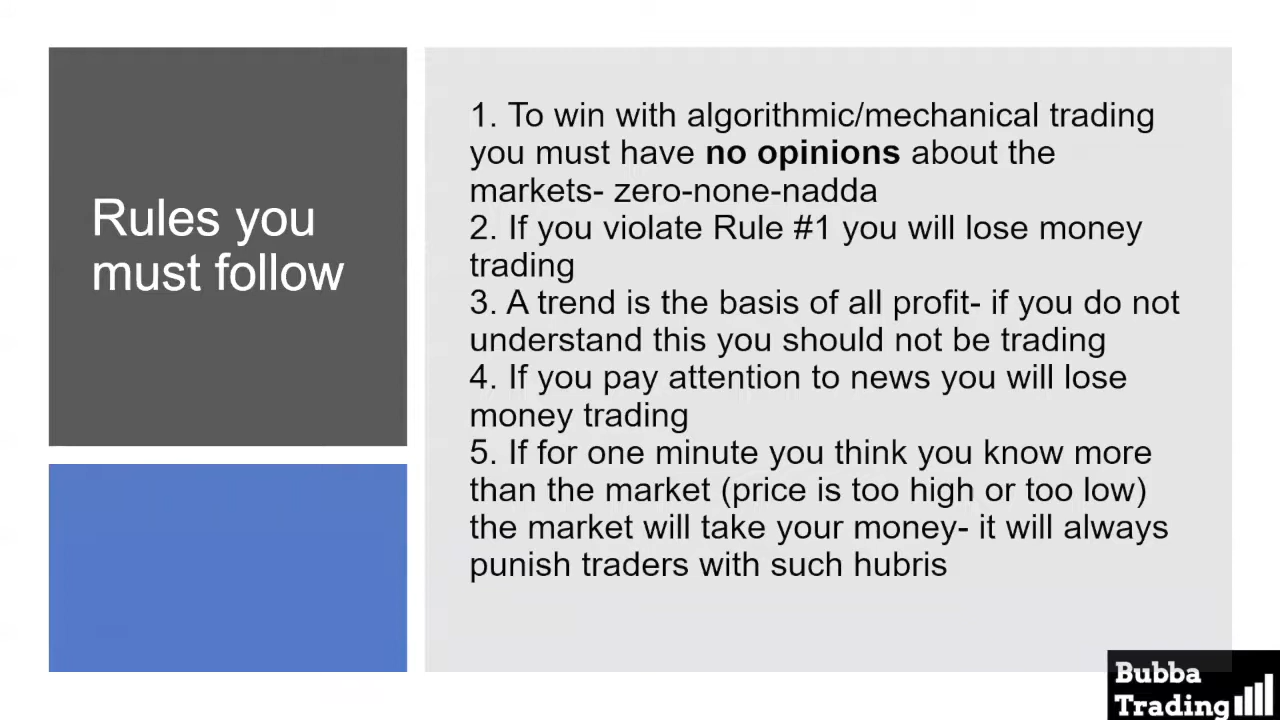 Rules you
must follow
1. To win with algorithmic/mechanical trading
you must have no opinions about the
markets- zero-none-nadda
2. If you violate Rule #1 you will lose money
trading
3. A trend is the basis of all profit- if you do not
understand this you should not be trading
4. If you pay attention to news you will lose
money trading
5. If for one minute you think you know more
than the market (price is too high or too low)
the market will take your money- it will always
punish traders with such hubris
Bubba
Trading